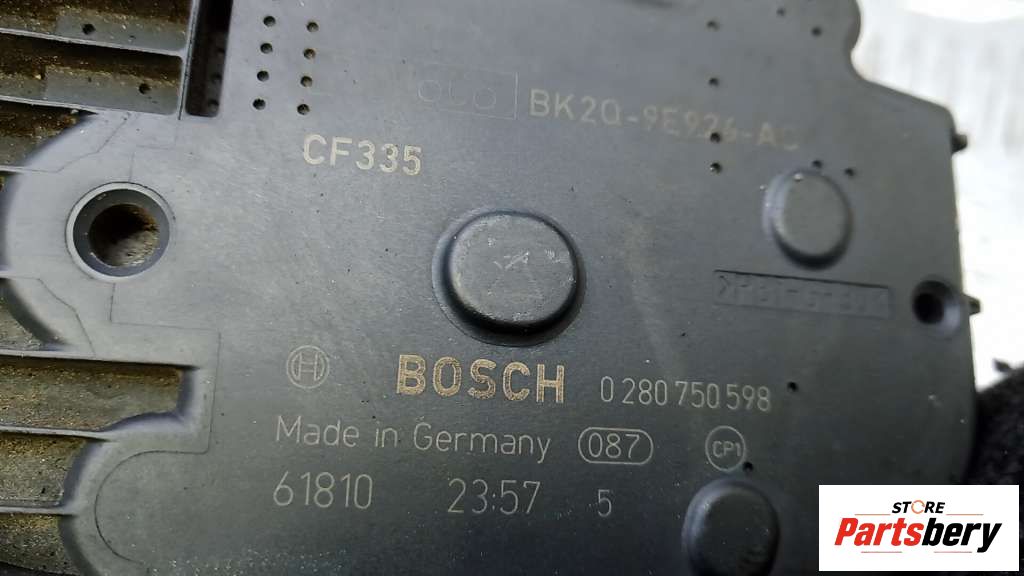 BK2Q-9E926-AC
CF335
BOSCH 0 280 750 598
Made in Germany 087 CP1
61810 23:57 5
STORE
Partsbery